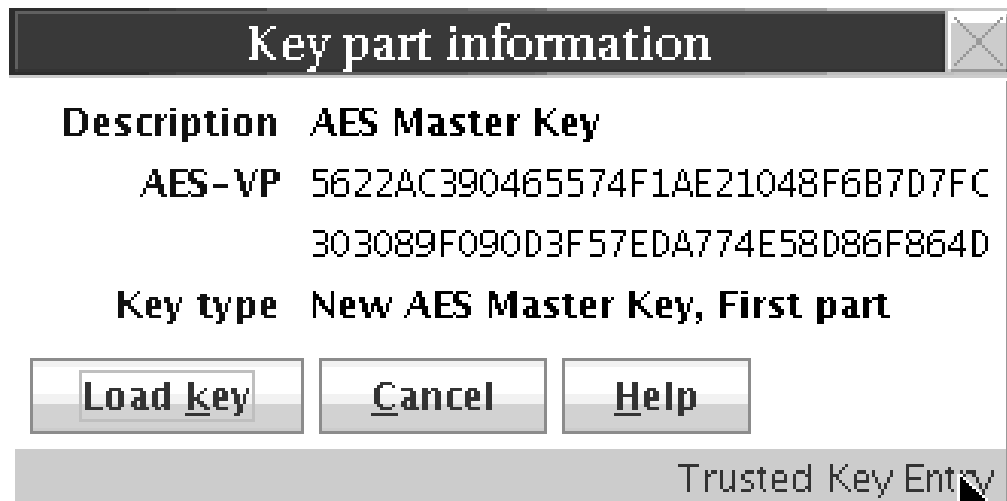 Key part information
Description AES Master Key
AES-VP 5622AC390465574F1AE21048F6B7D7FC
303089F090D3F57EDA774E58D86F864D
Key type New AES Master Key, First part
Load key Cancel Help
Trusted Key Entry